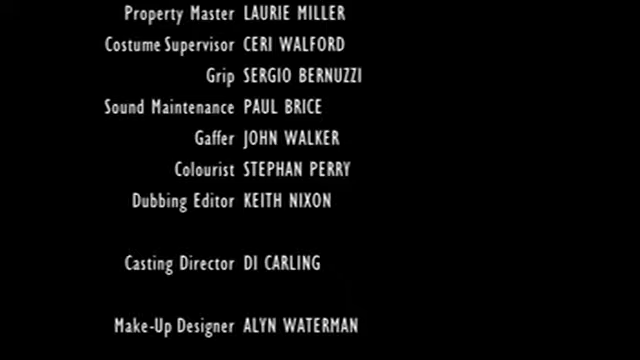 Property Master LAURIE MILLER
Costume Supervisor CERI WALFORD
Grip SERGIO BERNUZZI
Sound Maintenance PAUL BRICE
Gaffer JOHN WALKER
Colourist STEPHAN PERRY
Dubbing Editor KEITH NIXON
Casting Director DI CARLING
Make-Up Designer ALYN WATERMAN